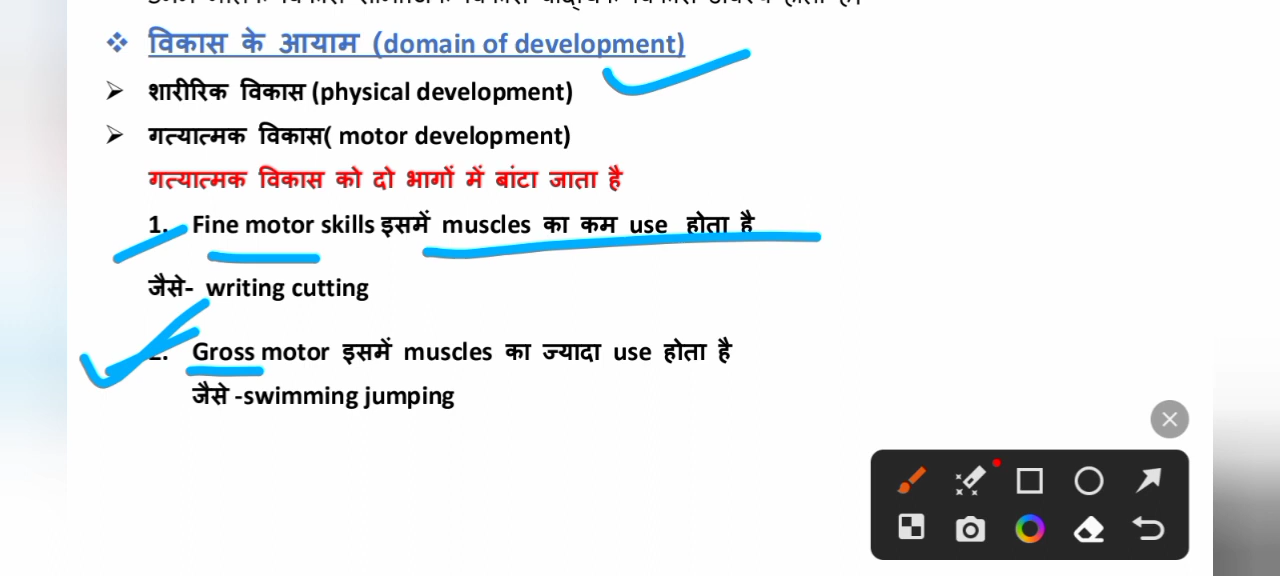 ❖ विकास के आयाम (domain of development)
➢ शारीरिक विकास (physical development)
➢ गत्यात्मक विकास( motor development)
गत्यात्मक विकास को दो भागों में बांटा जाता है
1. Fine motor skills इसमें muscles का कम use होता है
जैसे- writing cutting
2. Gross motor इसमें muscles का ज्यादा use होता है
जैसे -swimming jumping